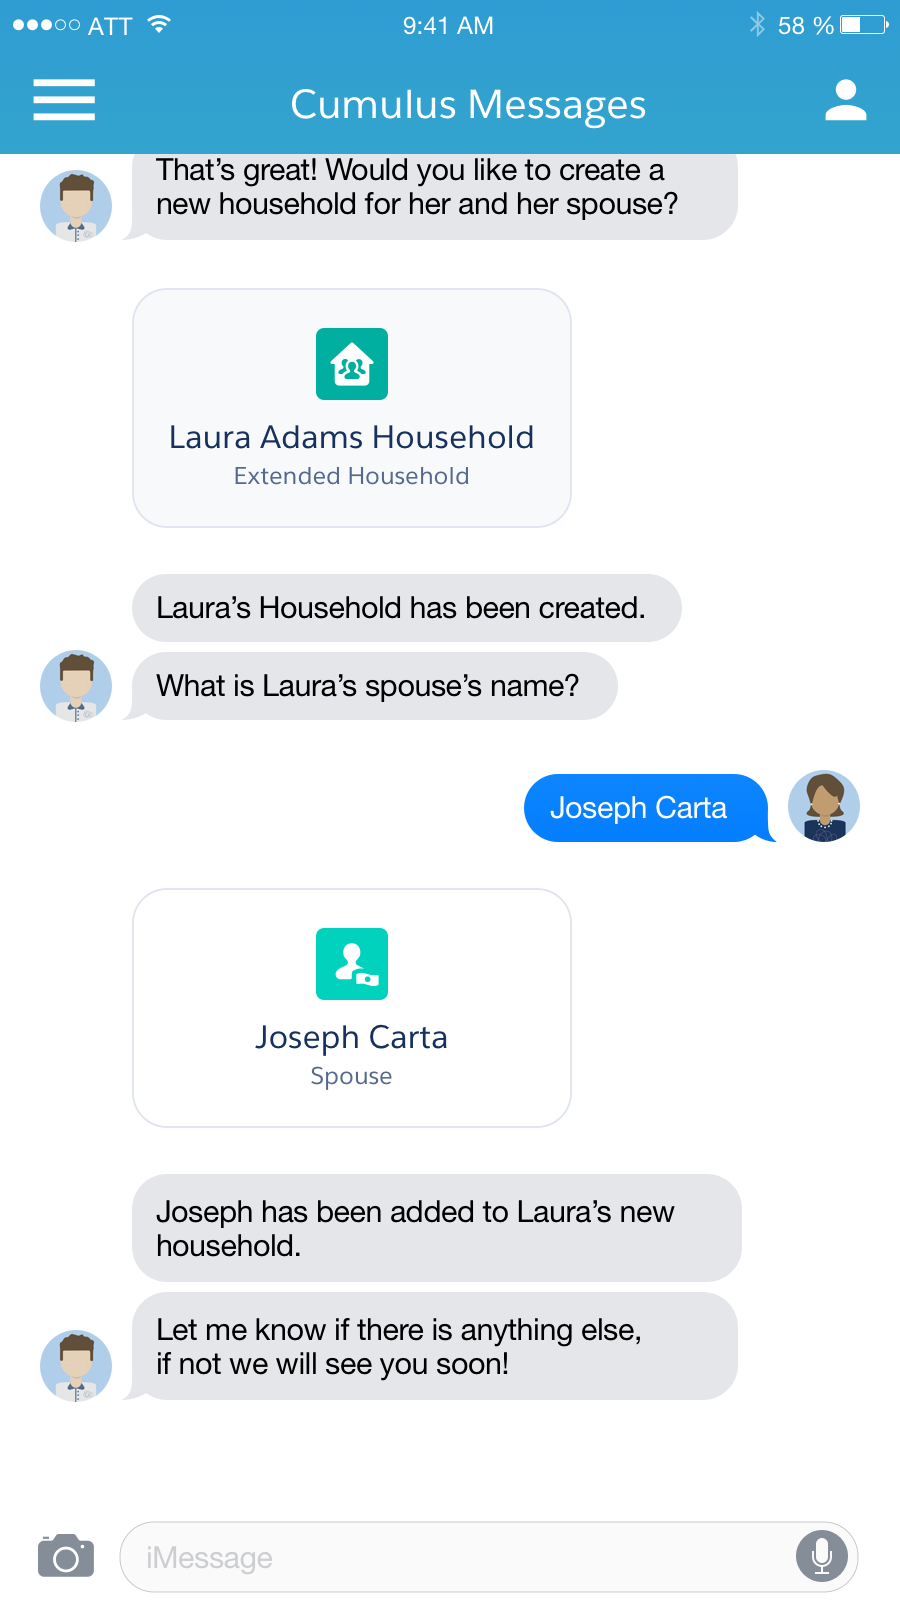 ATT 9:41 AM 58 %
Cumulus Messages
That’s great! Would you like to create a
new household for her and her spouse?
Laura Adams Household
Extended Household
Laura’s Household has been created.
What is Laura’s spouse’s name?
Joseph Carta
Joseph Carta
Spouse
Joseph has been added to Laura’s new
household.
Let me know if there is anything else,
if not we will see you soon!
iMessage